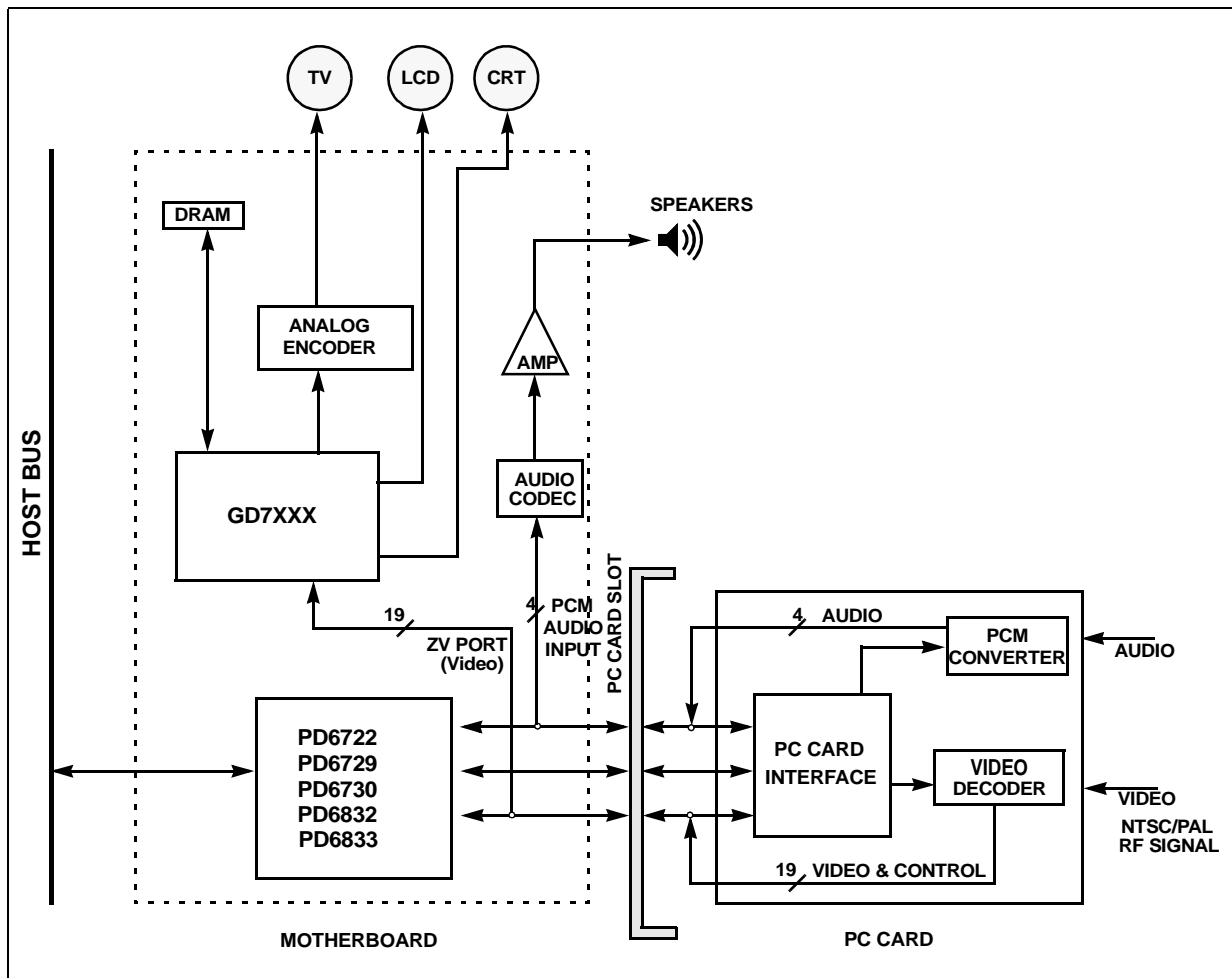 TV
LCD
CRT
DRAM
SPEAKERS
ANALOG
ENCODER
AMP
HOST BUS
GD7XXX
AUDIO
CODEC
19
ZV PORT
(Video)
4
PCM
AUDIO
INPUT
PC CARD SLOT
4
AUDIO
PCM
CONVERTER
AUDIO
PD6722
PD6729
PD6730
PD6832
PD6833
PC CARD
INTERFACE
VIDEO
DECODER
VIDEO
NTSC/PAL
RF SIGNAL
19
VIDEO & CONTROL
MOTHERBOARD
PC CARD